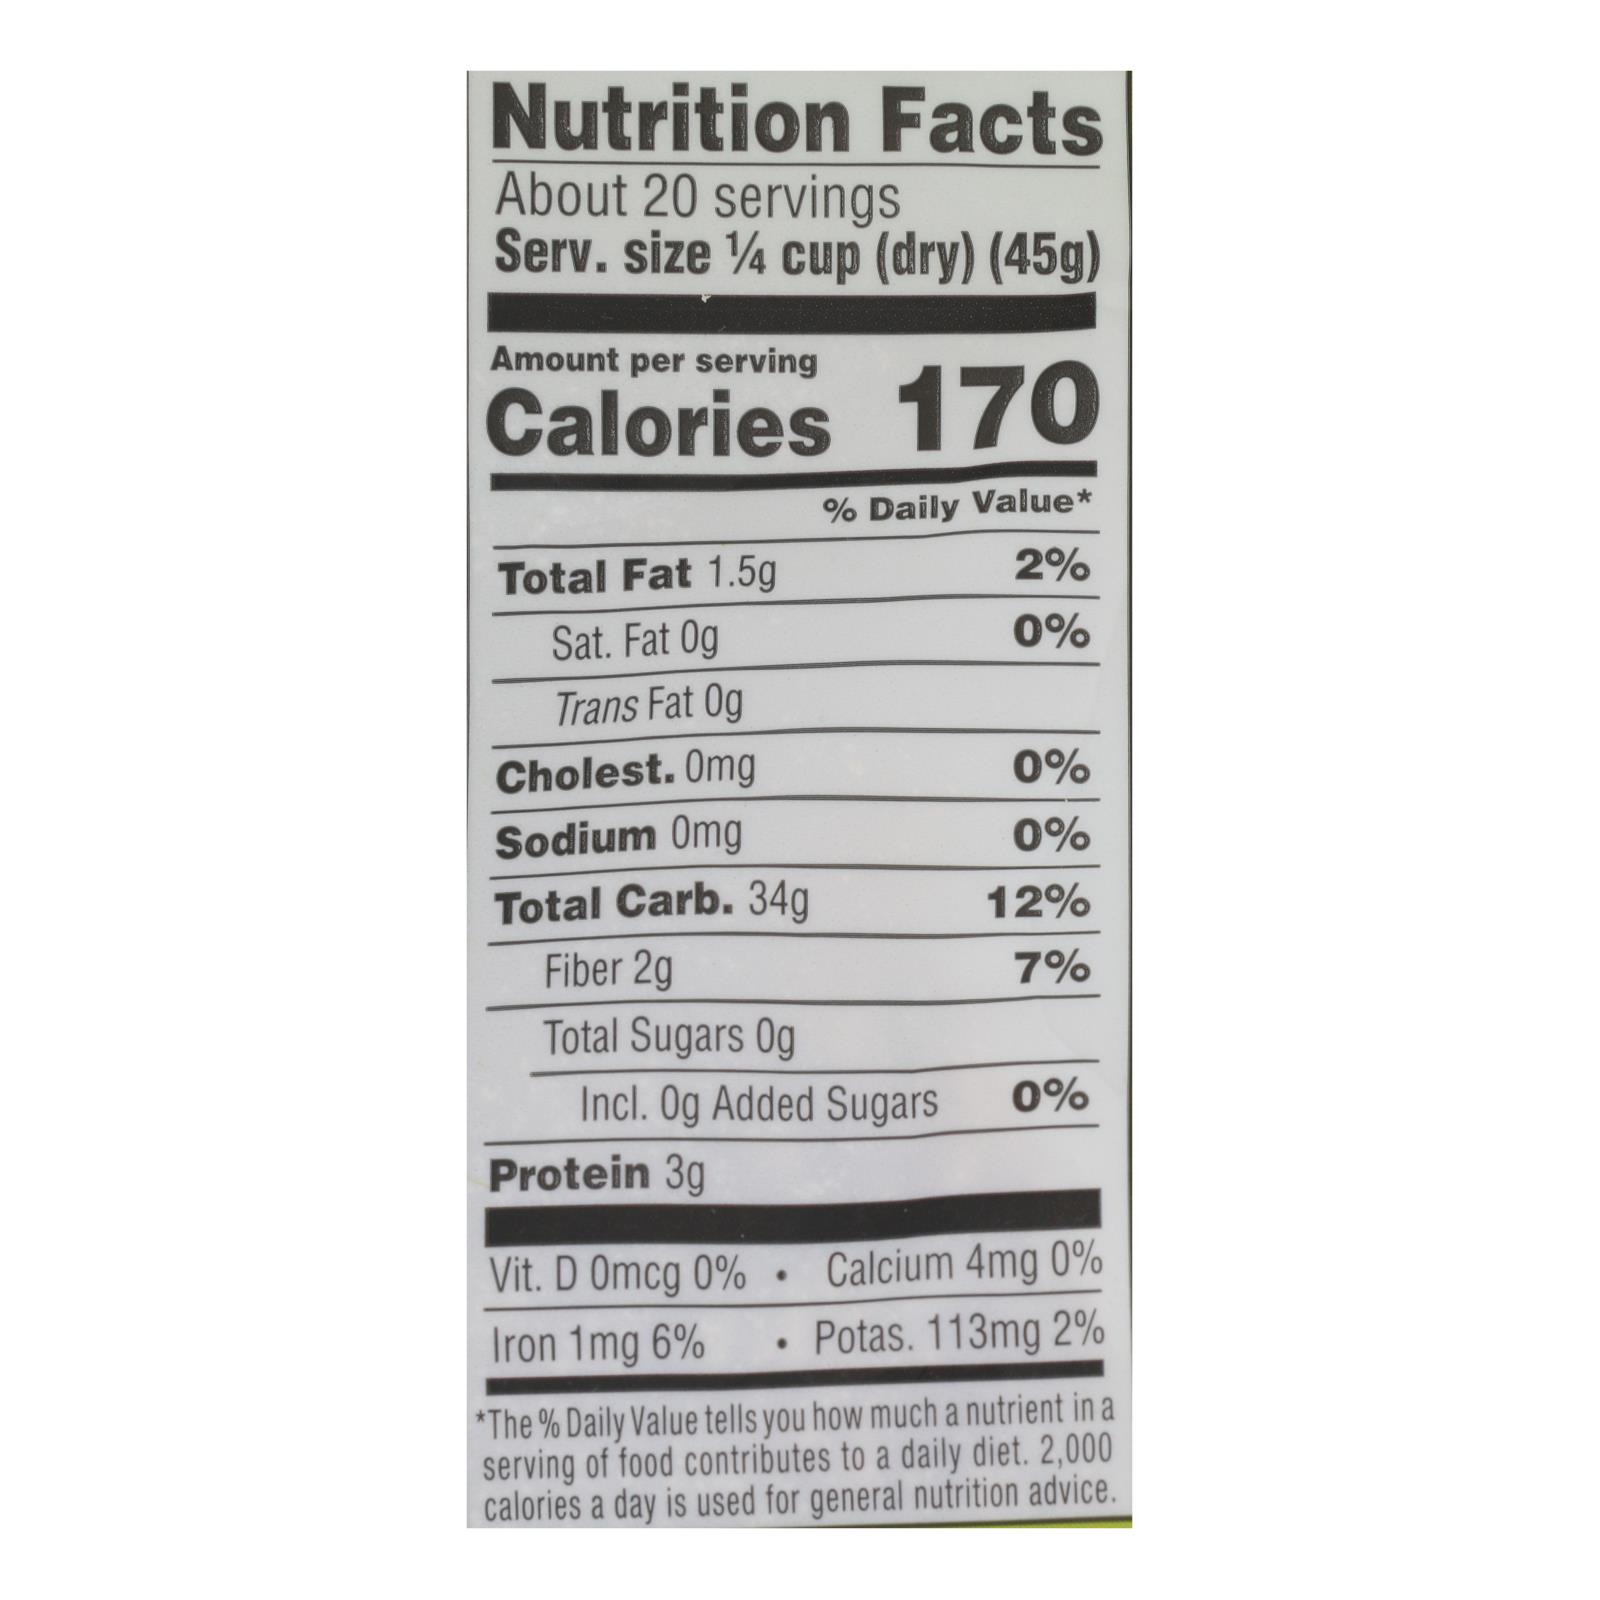 Nutrition Facts
About 20 servings
Serv. size ¼ cup (dry) (45g)
Amount per serving
Calories 170
% Daily Value*
Total Fat 1.5g 2%
Sat. Fat 0g 0%
Trans Fat 0g
Cholest. 0mg 0%
Sodium 0mg 0%
Total Carb. 34g 12%
Fiber 2g 7%
Total Sugars 0g
Incl. 0g Added Sugars 0%
Protein 3g
Vit. D 0mcg 0% • Calcium 4mg 0%
Iron 1mg 6% • Potas. 113mg 2%
*The % Daily Value tells you how much a nutrient in a
serving of food contributes to a daily diet. 2,000
calories a day is used for general nutrition advice.